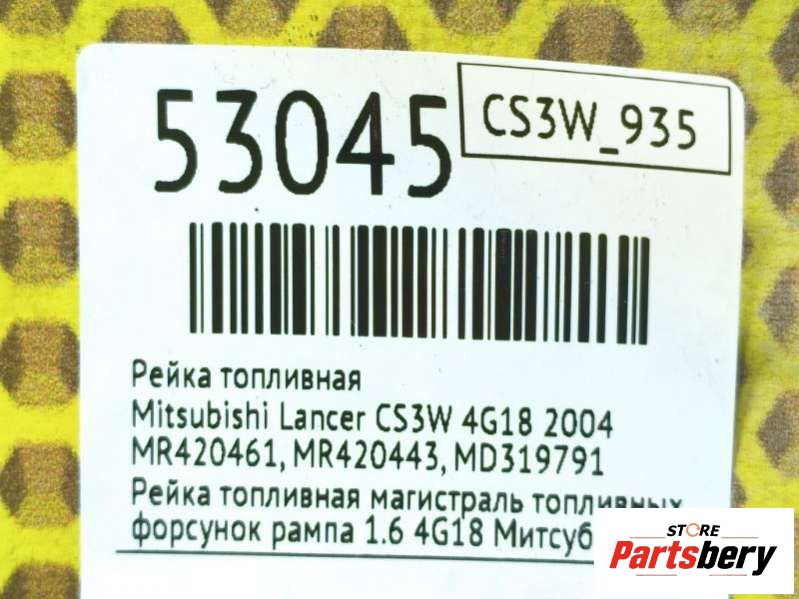 53045
CS3W_935
Рейка топливная
Mitsubishi Lancer CS3W 4G18 2004
MR420461, MR420443, MD319791
Рейка топливная магистраль топливных
форсунок рампа 1.6 4G18
STORE
Partsbery